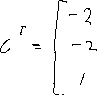 -2
c^r = [ -2
1